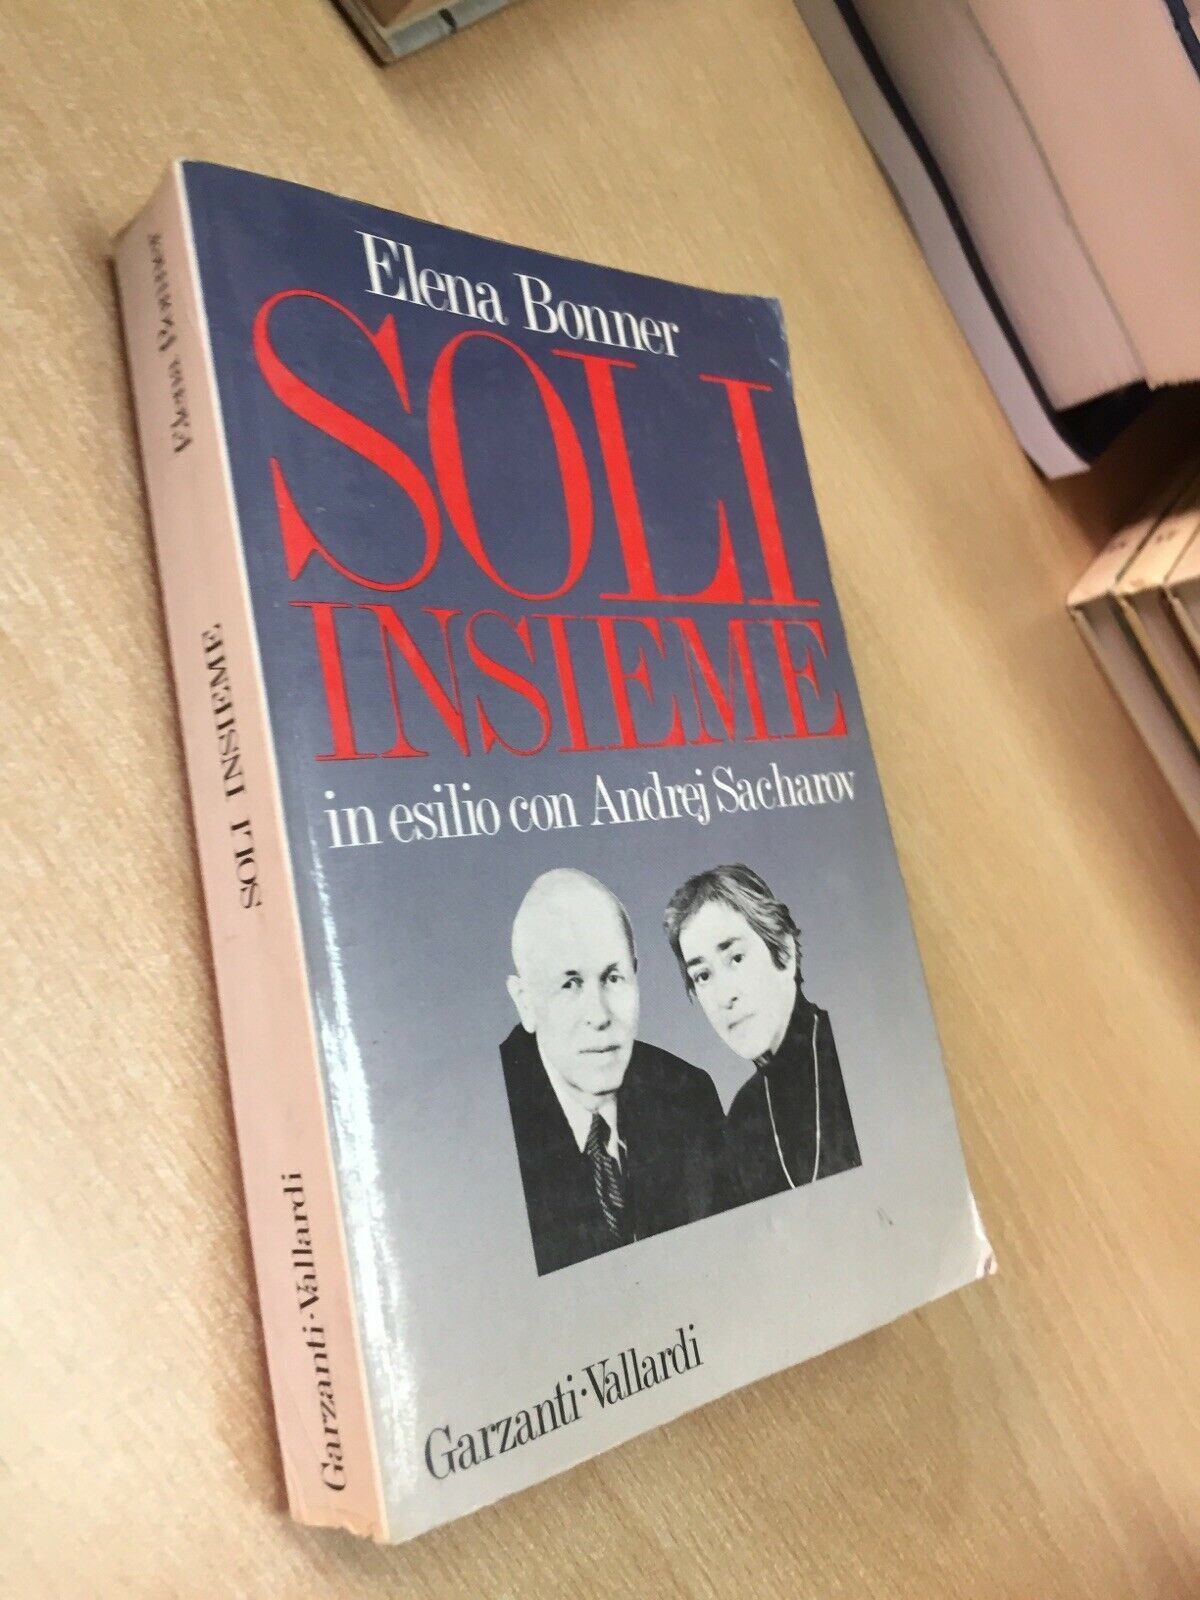 Elena Bonner
SOLI
INSIEME
in esilio con Andrej Sacharov
Garzanti·Vallardi
Elena Bonner
SOLI INSIEME
Garzanti·Vallardi